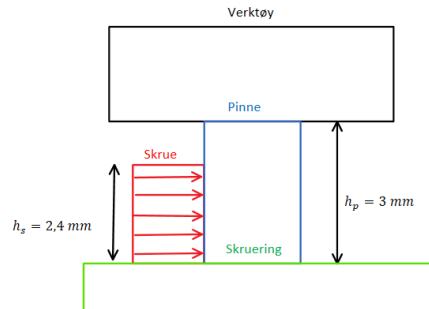 Verktøy
Pinne
Skrue
h_s = 2,4 mm
h_p = 3 mm
Skruering